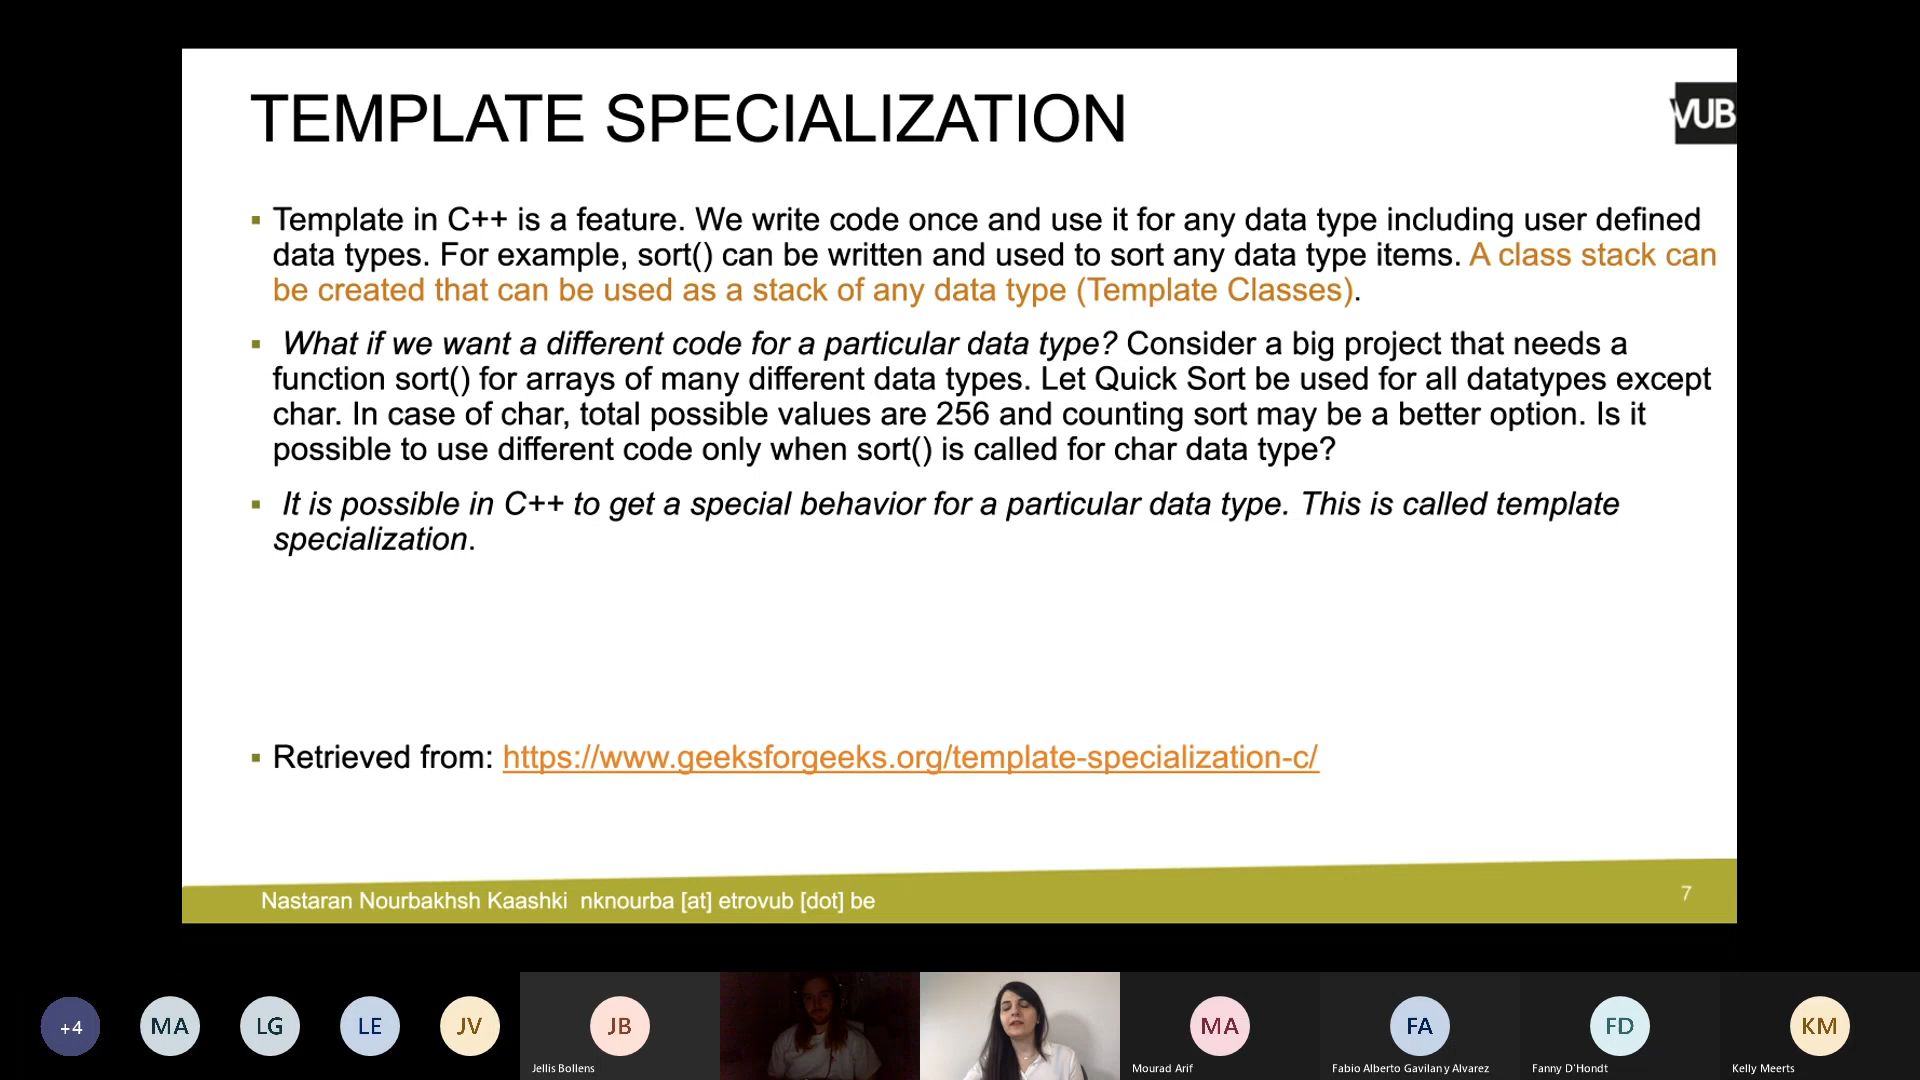 TEMPLATE SPECIALIZATION
VUB
▪ Template in C++ is a feature. We write code once and use it for any data type including user defined
data types. For example, sort() can be written and used to sort any data type items. A class stack can
be created that can be used as a stack of any data type (Template Classes).
▪ What if we want a different code for a particular data type? Consider a big project that needs a
function sort() for arrays of many different data types. Let Quick Sort be used for all datatypes except
char. In case of char, total possible values are 256 and counting sort may be a better option. Is it
possible to use different code only when sort() is called for char data type?
▪ It is possible in C++ to get a special behavior for a particular data type. This is called template
specialization.
▪ Retrieved from: https://www.geeksforgeeks.org/template-specialization-c/
Nastaran Nourbakhsh Kaashki nknourba [at] etrovub [dot] be
7
+4
MA
LG
LE
JV
JB
Jellis Bollens
MA
Mourad Arif
FA
Fabio Alberto Gavilan y Alvarez
FD
Fanny D'Hondt
KM
Kelly Meerts